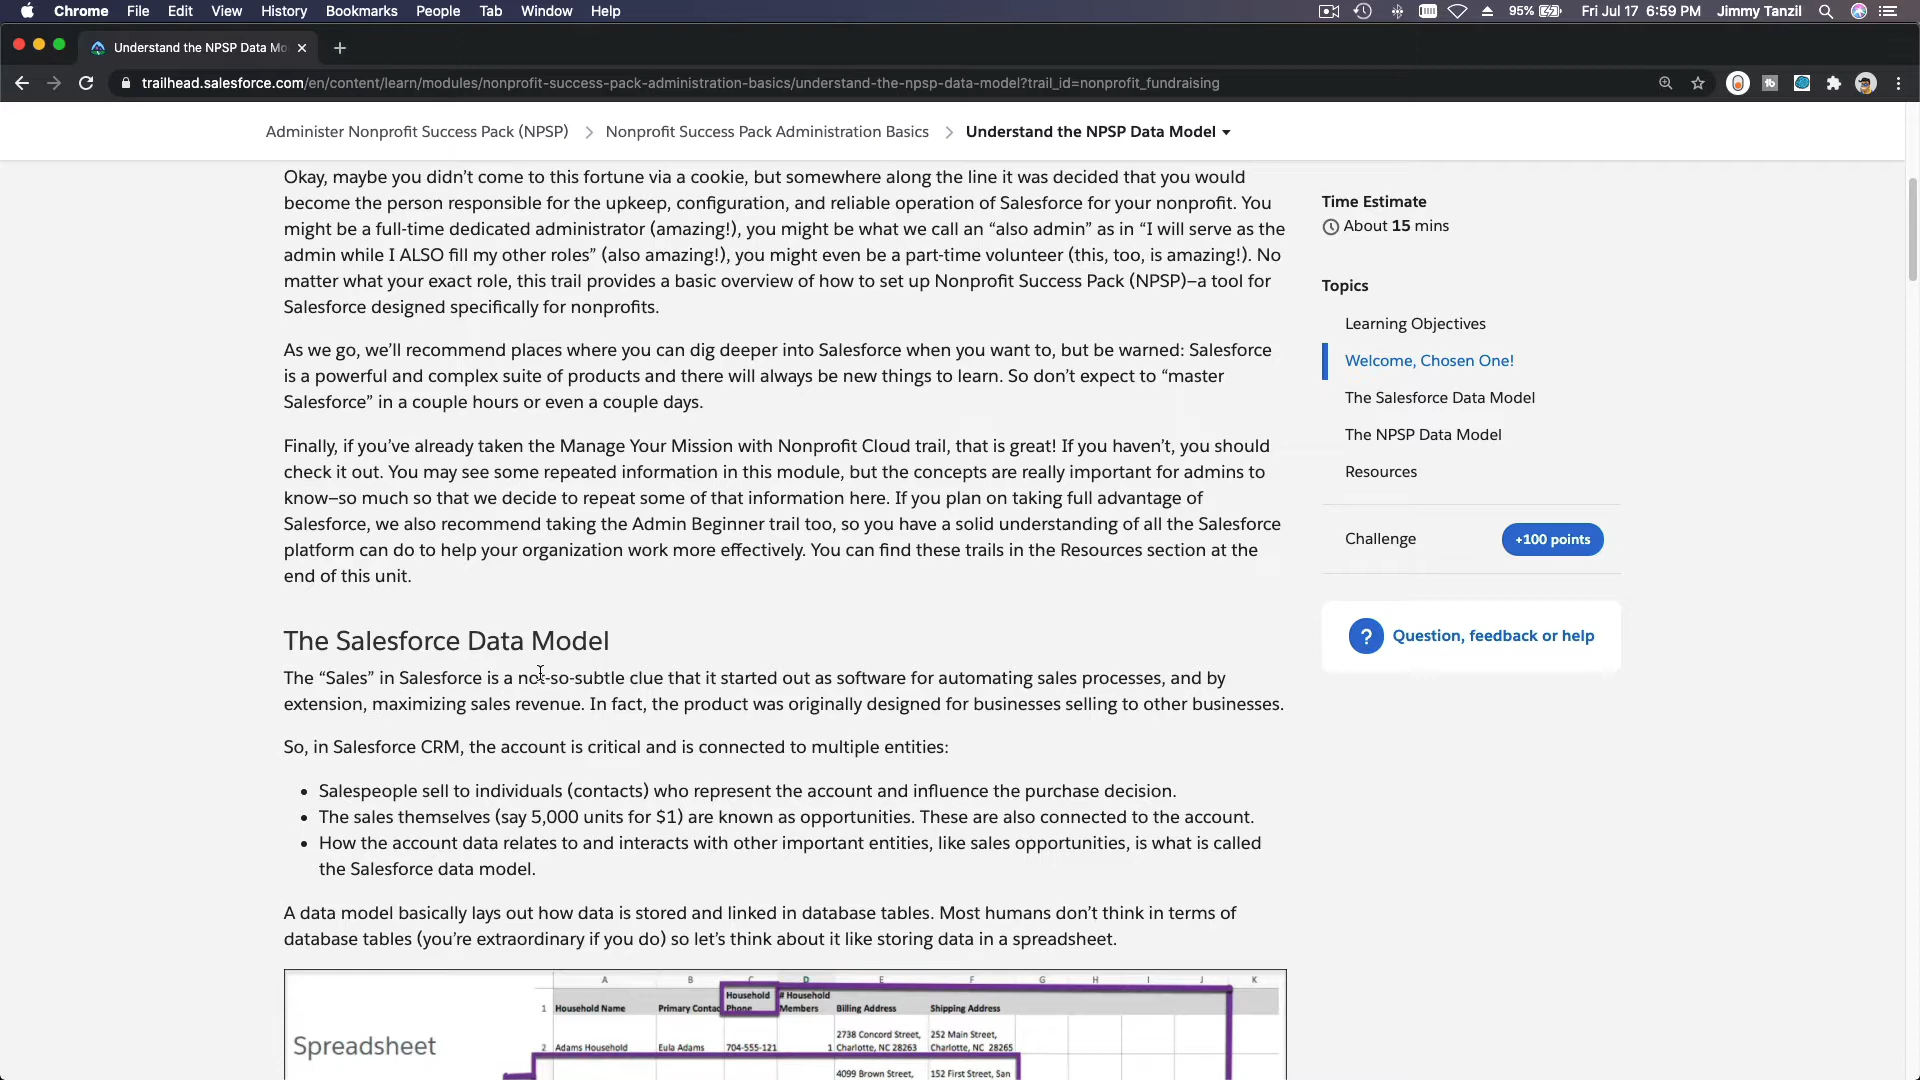 Chrome File Edit View History Bookmarks People Tab Window Help 95% Fri Jul 17 6:59 PM Jimmy Tanzil
Understand the NPSP Data Mo
trailhead.salesforce.com/en/content/learn/modules/nonprofit-success-pack-administration-basics/understand-the-npsp-data-model?trail_id=nonprofit_fundraising
Administer Nonprofit Success Pack (NPSP) > Nonprofit Success Pack Administration Basics > Understand the NPSP Data Model
Okay, maybe you didn’t come to this fortune via a cookie, but somewhere along the line it was decided that you would
become the person responsible for the upkeep, configuration, and reliable operation of Salesforce for your nonprofit. You
might be a full-time dedicated administrator (amazing!), you might be what we call an “also admin” as in “I will serve as the
admin while I ALSO fill my other roles” (also amazing!), you might even be a part-time volunteer (this, too, is amazing!). No
matter what your exact role, this trail provides a basic overview of how to set up Nonprofit Success Pack (NPSP)—a tool for
Salesforce designed specifically for nonprofits.
As we go, we’ll recommend places where you can dig deeper into Salesforce when you want to, but be warned: Salesforce
is a powerful and complex suite of products and there will always be new things to learn. So don’t expect to “master
Salesforce” in a couple hours or even a couple days.
Finally, if you’ve already taken the Manage Your Mission with Nonprofit Cloud trail, that is great! If you haven’t, you should
check it out. You may see some repeated information in this module, but the concepts are really important for admins to
know—so much so that we decide to repeat some of that information here. If you plan on taking full advantage of
Salesforce, we also recommend taking the Admin Beginner trail too, so you have a solid understanding of all the Salesforce
platform can do to help your organization work more effectively. You can find these trails in the Resources section at the
end of this unit.
The Salesforce Data Model
The “Sales” in Salesforce is a not-so-subtle clue that it started out as software for automating sales processes, and by
extension, maximizing sales revenue. In fact, the product was originally designed for businesses selling to other businesses.
So, in Salesforce CRM, the account is critical and is connected to multiple entities:
• Salespeople sell to individuals (contacts) who represent the account and influence the purchase decision.
• The sales themselves (say 5,000 units for $1) are known as opportunities. These are also connected to the account.
• How the account data relates to and interacts with other important entities, like sales opportunities, is what is called
the Salesforce data model.
A data model basically lays out how data is stored and linked in database tables. Most humans don’t think in terms of
database tables (you’re extraordinary if you do) so let’s think about it like storing data in a spreadsheet.
A B C D E F G H I J K
Household # Household
1 Household Name Primary Contac Phone Members Billing Address Shipping Address
2738 Concord Street, 252 Main Street,
Spreadsheet
2 Adams Household Eula Adams 704-555-121 1 Charlotte, NC 28263 Charlotte, NC 28265
4099 Brown Street, 152 First Street, San
Time Estimate
About 15 mins
Topics
Learning Objectives
Welcome, Chosen One!
The Salesforce Data Model
The NPSP Data Model
Resources
Challenge +100 points
? Question, feedback or help